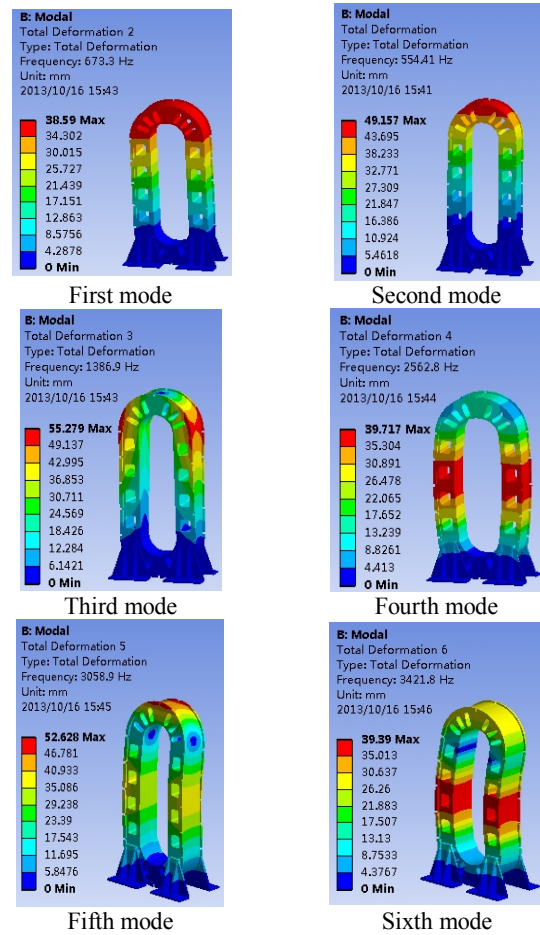 B: Modal
Total Deformation 2
Type: Total Deformation
Frequency: 673.3 Hz
Unit: mm
2013/10/16 15:43
38.59 Max
34.302
30.015
25.727
21.439
17.151
12.863
8.5756
4.2878
0 Min
First mode
B: Modal
Total Deformation
Type: Total Deformation
Frequency: 554.41 Hz
Unit: mm
2013/10/16 15:41
49.157 Max
43.695
38.233
32.771
27.309
21.847
16.386
10.924
5.4618
0 Min
Second mode
B: Modal
Total Deformation 3
Type: Total Deformation
Frequency: 1386.9 Hz
Unit: mm
2013/10/16 15:43
55.279 Max
49.137
42.995
36.853
30.711
24.569
18.426
12.284
6.1421
0 Min
Third mode
B: Modal
Total Deformation 4
Type: Total Deformation
Frequency: 2562.8 Hz
Unit: mm
2013/10/16 15:44
39.717 Max
35.304
30.891
26.478
22.065
17.652
13.239
8.8261
4.413
0 Min
Fourth mode
B: Modal
Total Deformation 5
Type: Total Deformation
Frequency: 3058.9 Hz
Unit: mm
2013/10/16 15:45
52.628 Max
46.781
40.933
35.086
29.238
23.39
17.543
11.695
5.8476
0 Min
Fifth mode
B: Modal
Total Deformation 6
Type: Total Deformation
Frequency: 3421.8 Hz
Unit: mm
2013/10/16 15:46
39.39 Max
35.013
30.637
26.26
21.883
17.507
13.13
8.7533
4.3767
0 Min
Sixth mode